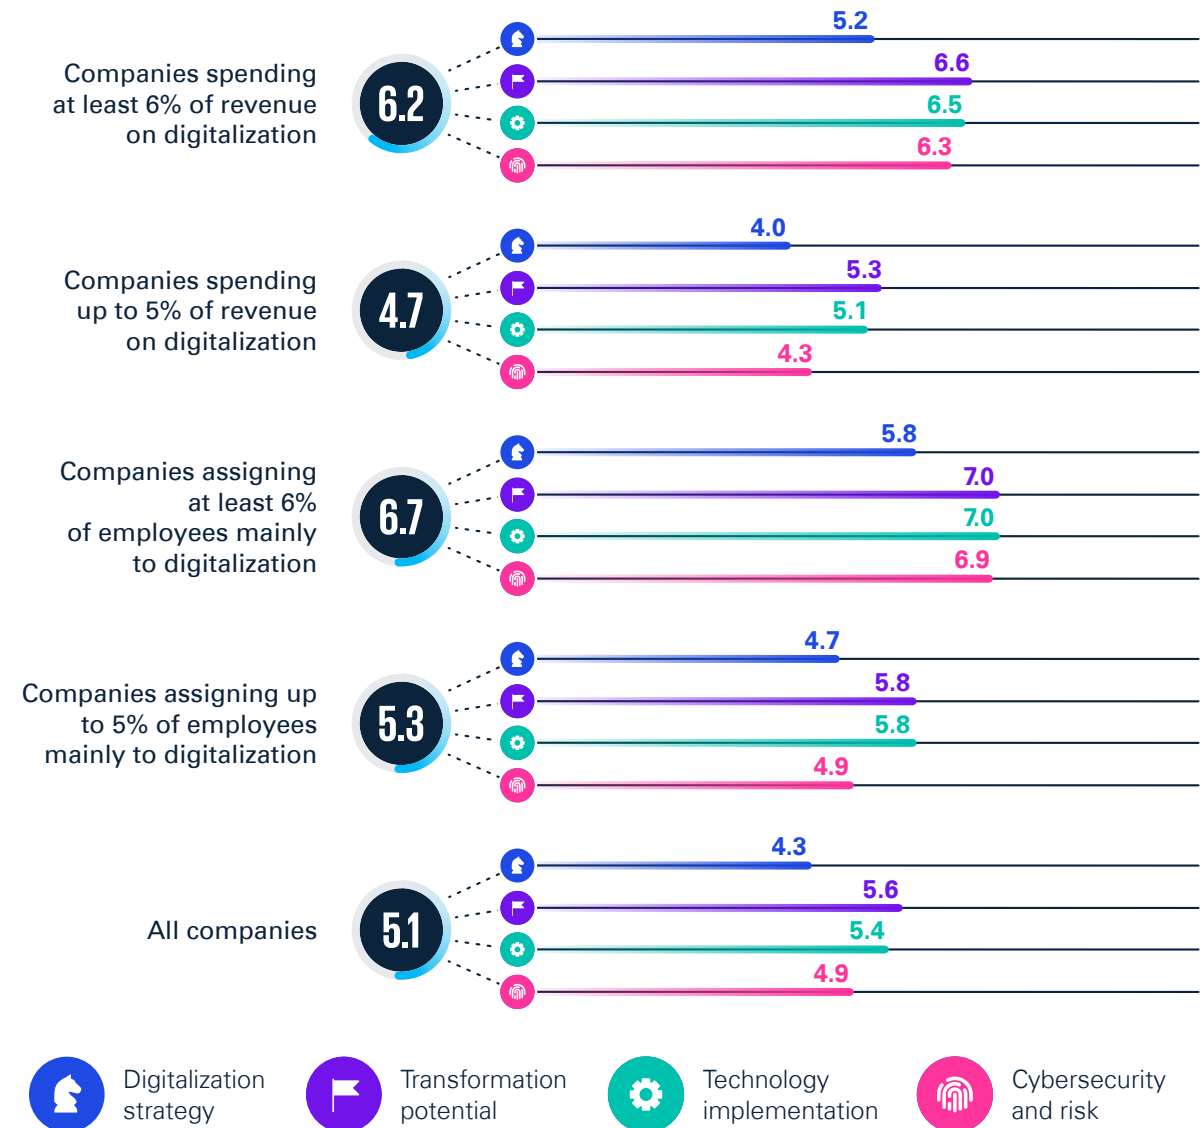 Companies spending
at least 6% of revenue
on digitalization
6.2
5.2
6.6
6.5
6.3
Companies spending
up to 5% of revenue
on digitalization
4.7
4.0
5.3
5.1
4.3
Companies assigning
at least 6%
of employees mainly
to digitalization
6.7
5.8
7.0
7.0
6.9
Companies assigning up
to 5% of employees
mainly to digitalization
5.3
4.7
5.8
5.8
4.9
All companies
5.1
4.3
5.6
5.4
4.9
Digitalization
strategy
Transformation
potential
Technology
implementation
Cybersecurity
and risk